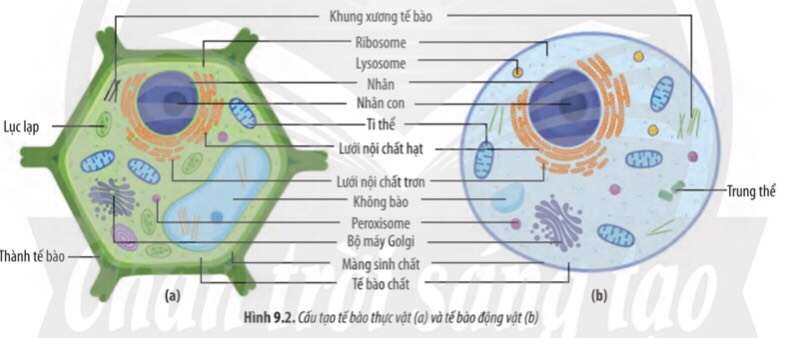 Khung xương tế bào
Ribosome
Lysosome
Nhân
Nhân con
Lục lạp
Ti thể
Lưới nội chất hạt
Lưới nội chất trơn
Trung thể
Không bào
Peroxisome
Bộ máy Golgi
Thành tế bào
Màng sinh chất
Tế bào chất
(a)
(b)
Chân trời sáng tạo
Hình 9.2. Cấu tạo tế bào thực vật (a) và tế bào động vật (b)